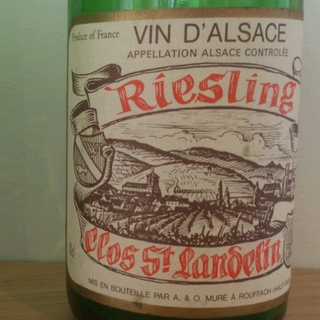 Produce of France
VIN D'ALSACE
APPELLATION ALSACE CONTROLÉE
Riesling
Clos St Landelin
MIS EN BOUTEILLE PAR A. & O. MURÉ À ROUFFACH